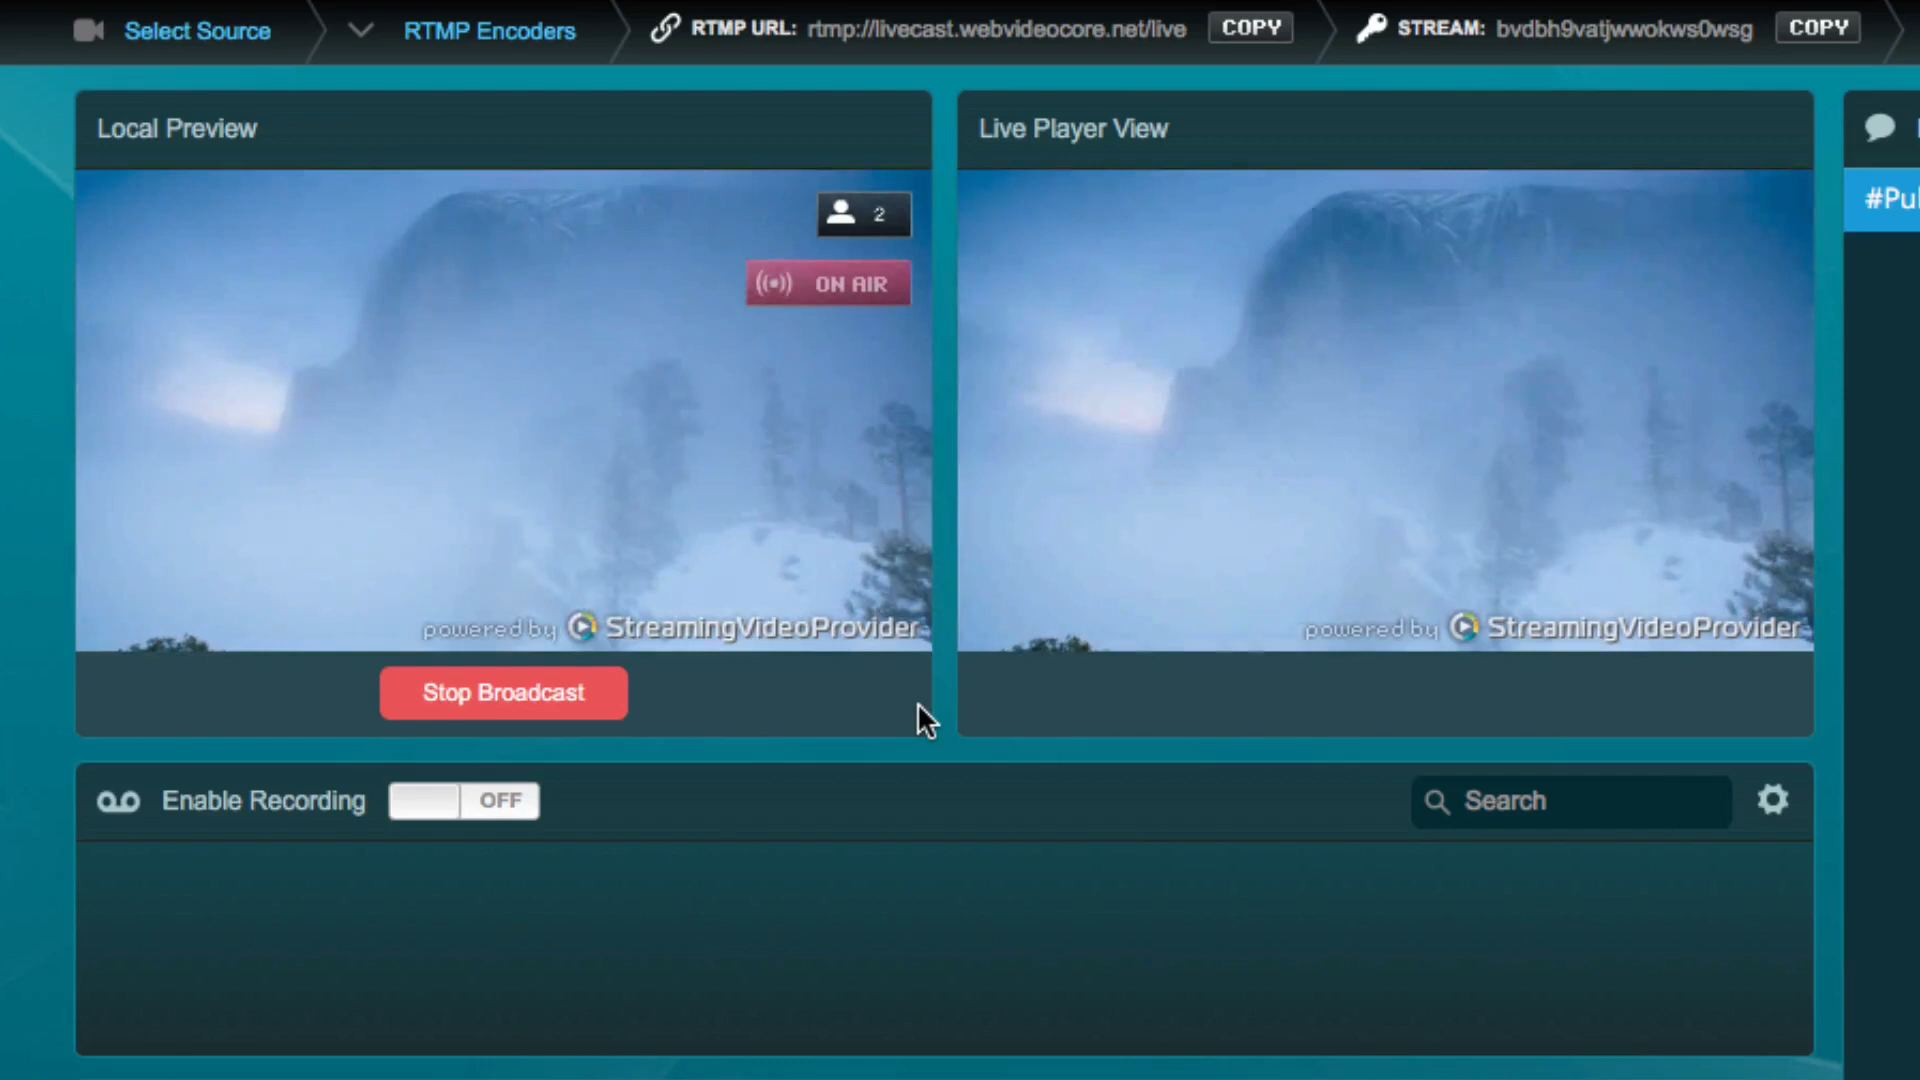 Select Source
RTMP Encoders
RTMP URL: rtmp://livecast.webvideocore.net/live
COPY
STREAM: bvdbh9vatjwwokws0wsg
COPY
Local Preview
Live Player View
#Pul
2
ON AIR
powered by StreamingVideoProvider
powered by StreamingVideoProvider
Stop Broadcast
Enable Recording
OFF
Search